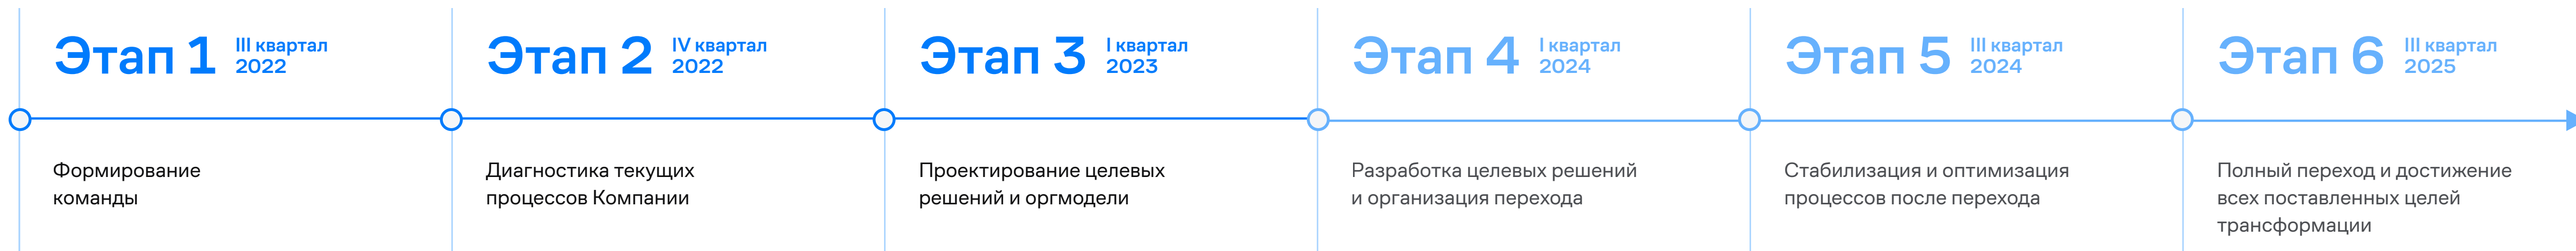 Этап 1
III квартал
2022
Формирование
команды
Этап 2
IV квартал
2022
Диагностика текущих
процессов Компании
Этап 3
I квартал
2023
Проектирование целевых
решений и оргмодели
Этап 4
I квартал
2024
Разработка целевых решений
и организация перехода
Этап 5
III квартал
2024
Стабилизация и оптимизация
процессов после перехода
Этап 6
III квартал
2025
Полный переход и достижение
всех поставленных целей
трансформации